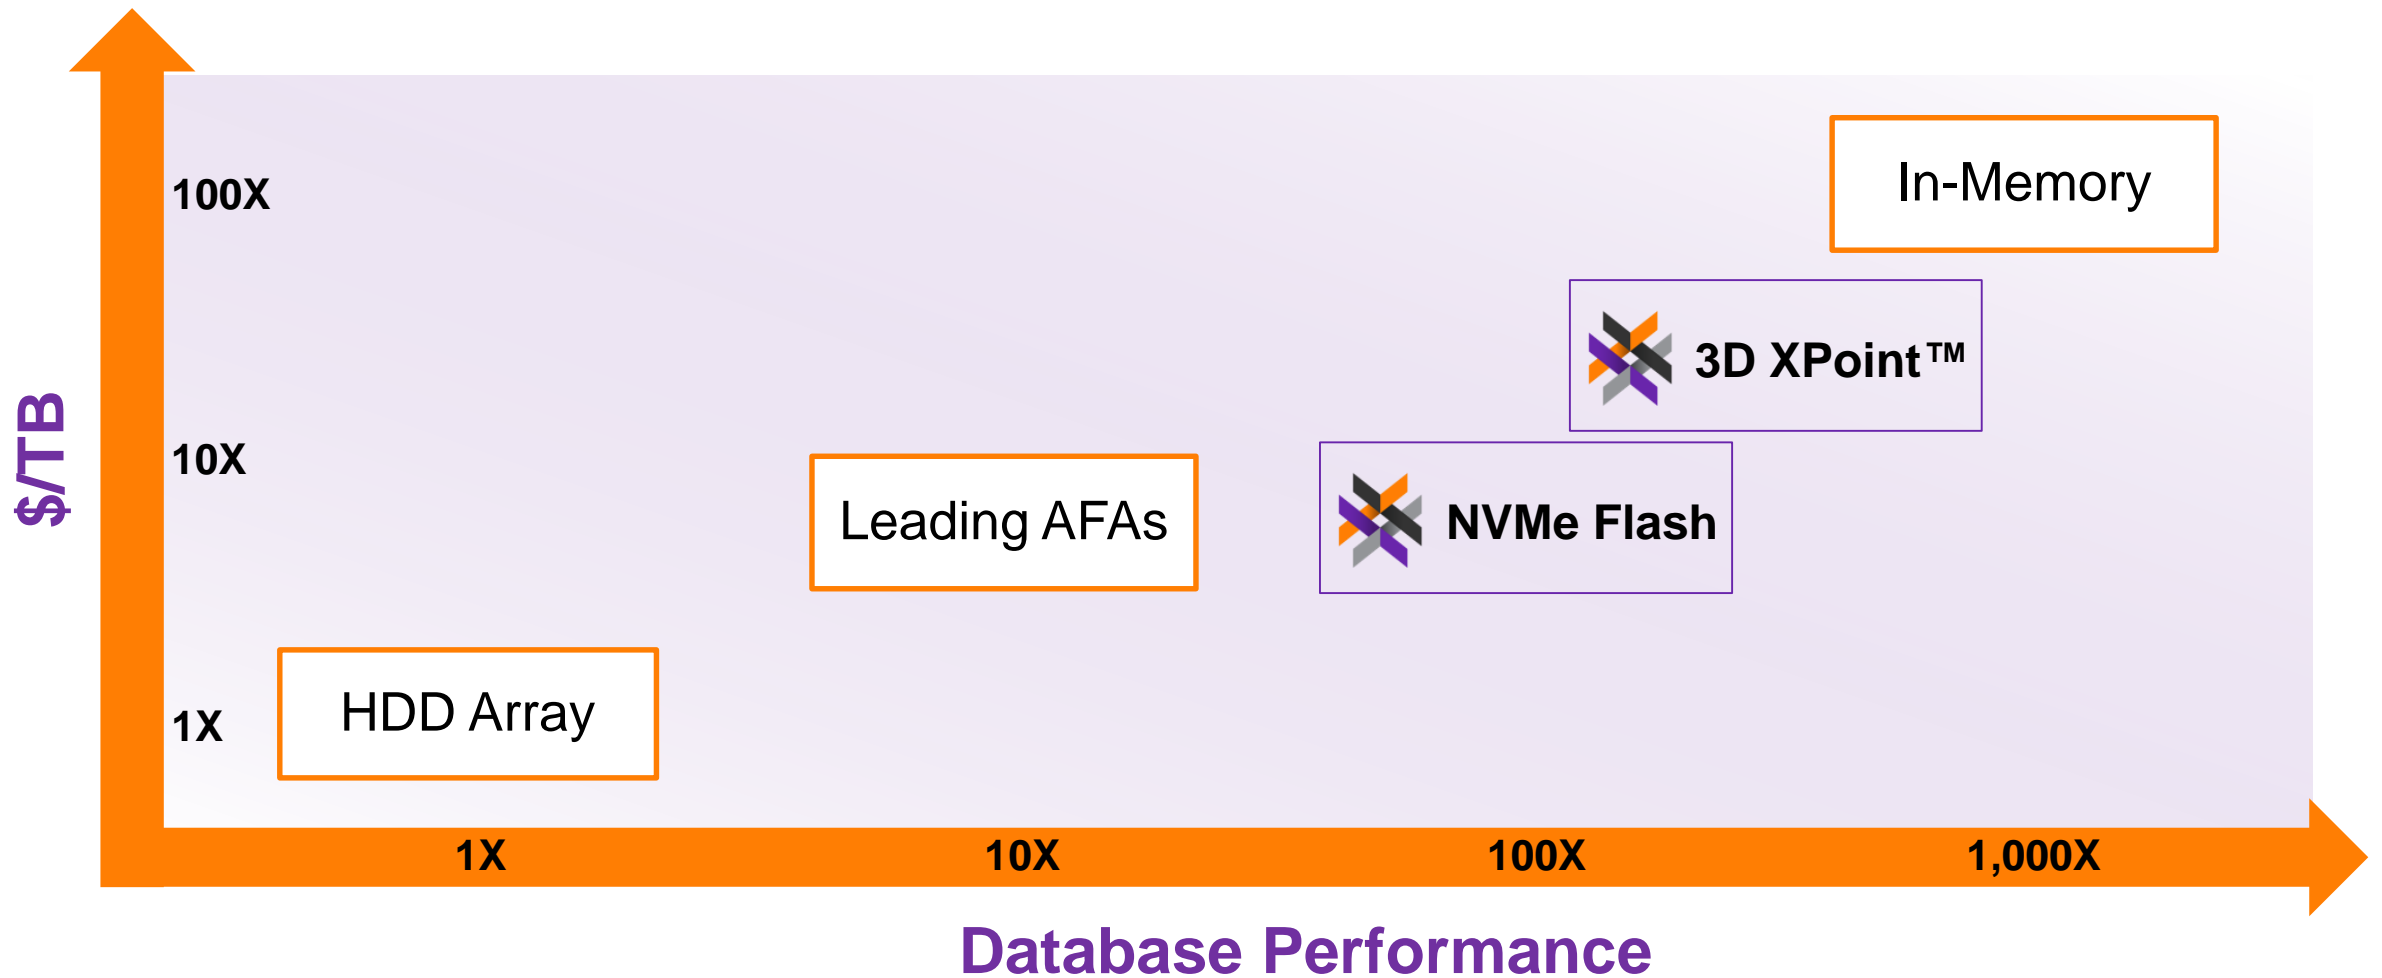 100X
In-Memory
3D XPoint™
$/TB
10X
Leading AFAs
NVMe Flash
1X
HDD Array
1X
10X
100X
1,000X
Database Performance